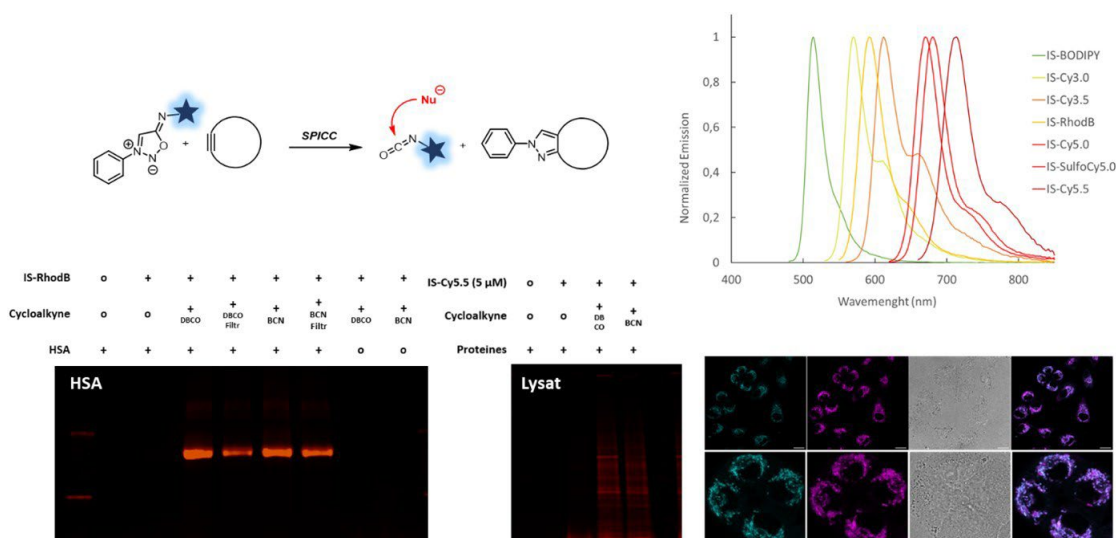 N
N
+
N
O
⊖
+
SPICC
Nu
⊖
O
C
N
+
N
N
Normalized Emission
1
0,8
0,6
0,4
0,2
0
400 500 600 700 800
Wavemenght (nm)
IS-BODIPY
IS-Cy3.0
IS-Cy3.5
IS-RhodB
IS-Cy5.0
IS-SulfoCy5.0
IS-Cy5.5
IS-RhodB o + + + + + + +
Cycloalkyne o o + DBCO + DBCO Filtr + BCN + BCN Filtr + DBCO + BCN
HSA + + + + + + o o
HSA
IS-Cy5.5 (5 µM) o + + +
Cycloalkyne o o + DB CO + BCN
Proteines + + + +
Lysat